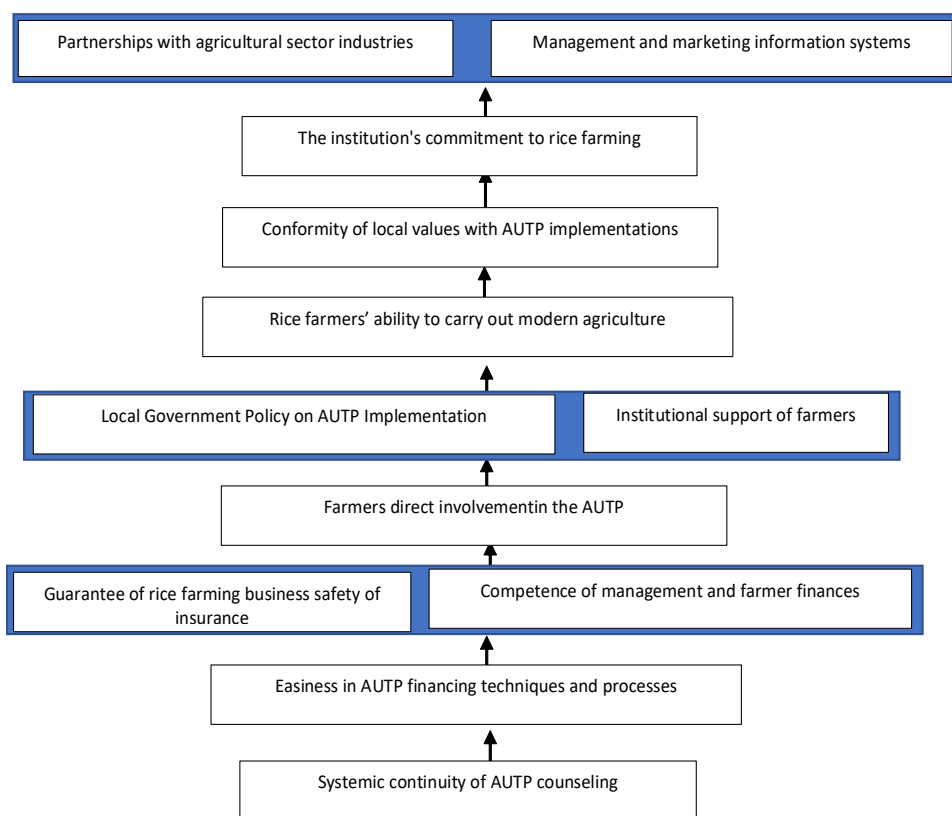 Partnerships with agricultural sector industries
Management and marketing information systems
The institution's commitment to rice farming
Conformity of local values with AUTP implementations
Rice farmers’ ability to carry out modern agriculture
Local Government Policy on AUTP Implementation
Institutional support of farmers
Farmers direct involvementin the AUTP
Guarantee of rice farming business safety of
insurance
Competence of management and farmer finances
Easiness in AUTP financing techniques and processes
Systemic continuity of AUTP counseling